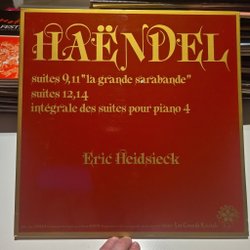 HAËNDEL
suites 9,11 "la grande sarabande"
suites 12,14
intégrale des suites pour piano 4
Eric Heidsieck